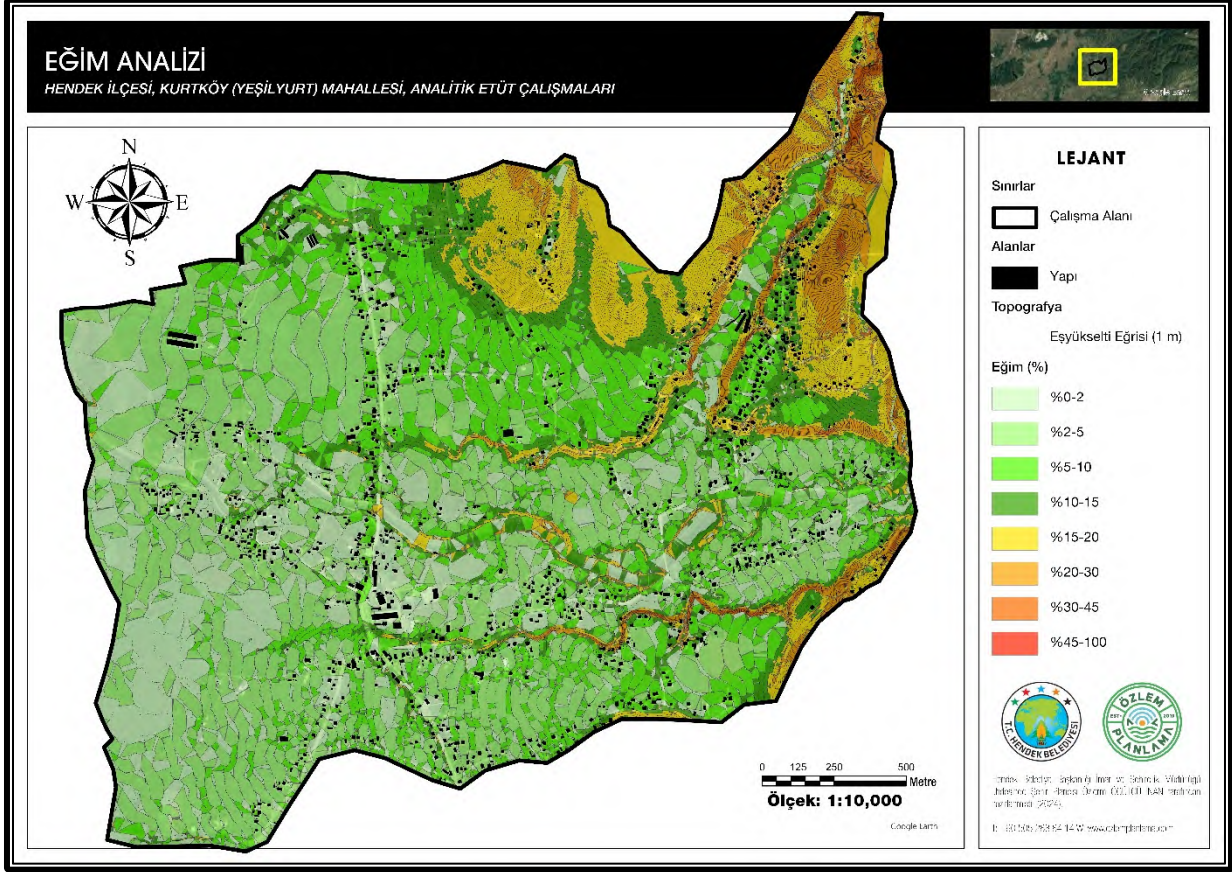 EĞİM ANALİZİ
HENDEK İLÇESİ, KURTKÖY (YEŞİLYURT) MAHALLESİ, ANALİTİK ETÜT ÇALIŞMALARI
Google Earth
N
W
E
S
LEJANT
Sınırlar
Çalışma Alanı
Alanlar
Yapı
Topografya
Eşyükselti Eğrisi (1 m)
Eğim (%)
%0-2
%2-5
%5-10
%10-15
%15-20
%20-30
%30-45
%45-100
T.C. HENDEK BELEDİYESİ
ÖZLEM
PLANLAMA
0 125 250 500
Metre
Ölçek: 1:10,000
Google Earth